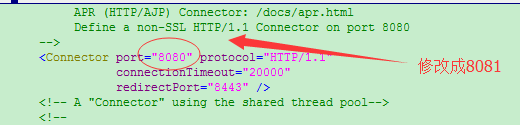 APR (HTTP/AJP) Connector: /docs/apr.html
Define a non-SSL HTTP/1.1 Connector on port 8080
-->
<Connector port="8080" protocol="HTTP/1.1"
connectionTimeout="20000"
redirectPort="8443" />
修改成8081
<!-- A "Connector" using the shared thread pool-->
<!--